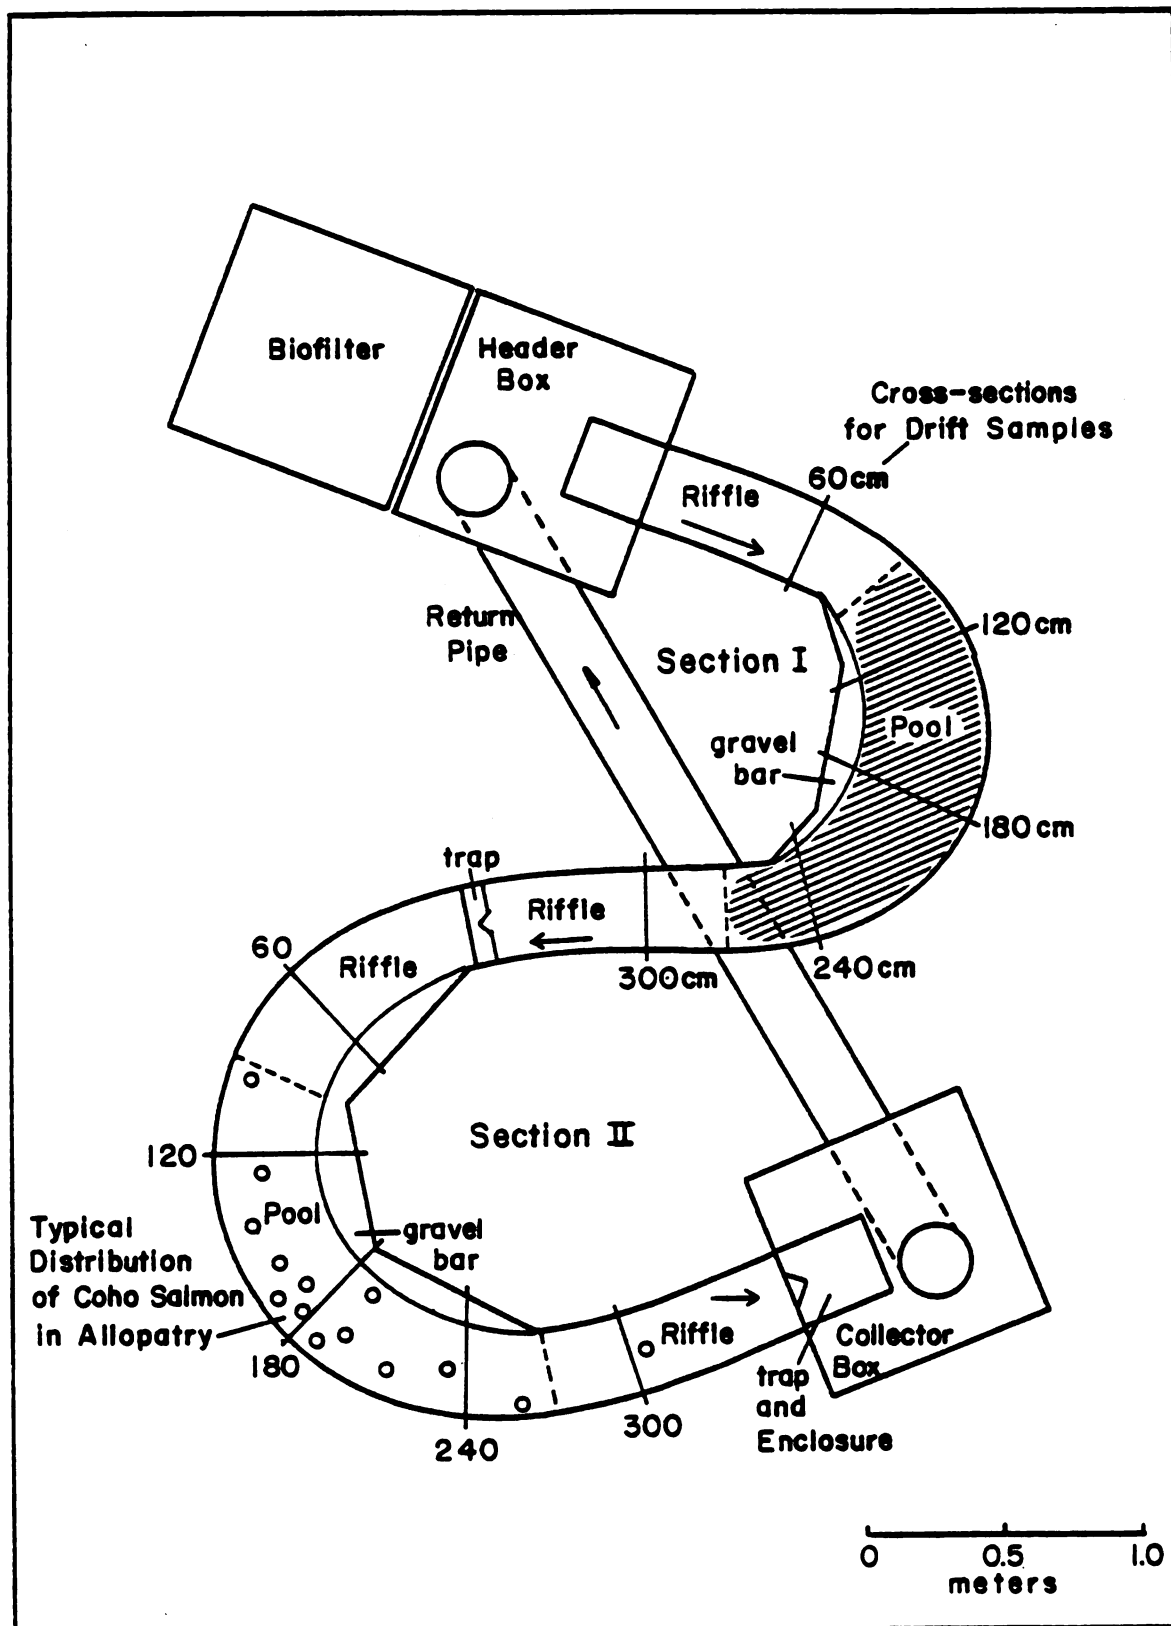 Biofilter
Header
Box
Cross-sections
for Drift Samples
60cm
Riffle
Return
Pipe
Section I
120cm
Pool
gravel
bar
180cm
trap
Riffle
240cm
300cm
60
Riffle
Section II
120
Pool
gravel
bar
Typical
Distribution
of Coho Salmon
in Allopatry
180
Riffle
Collector
Box
trap
and
Enclosure
300
240
0 0.5 1.0
meters